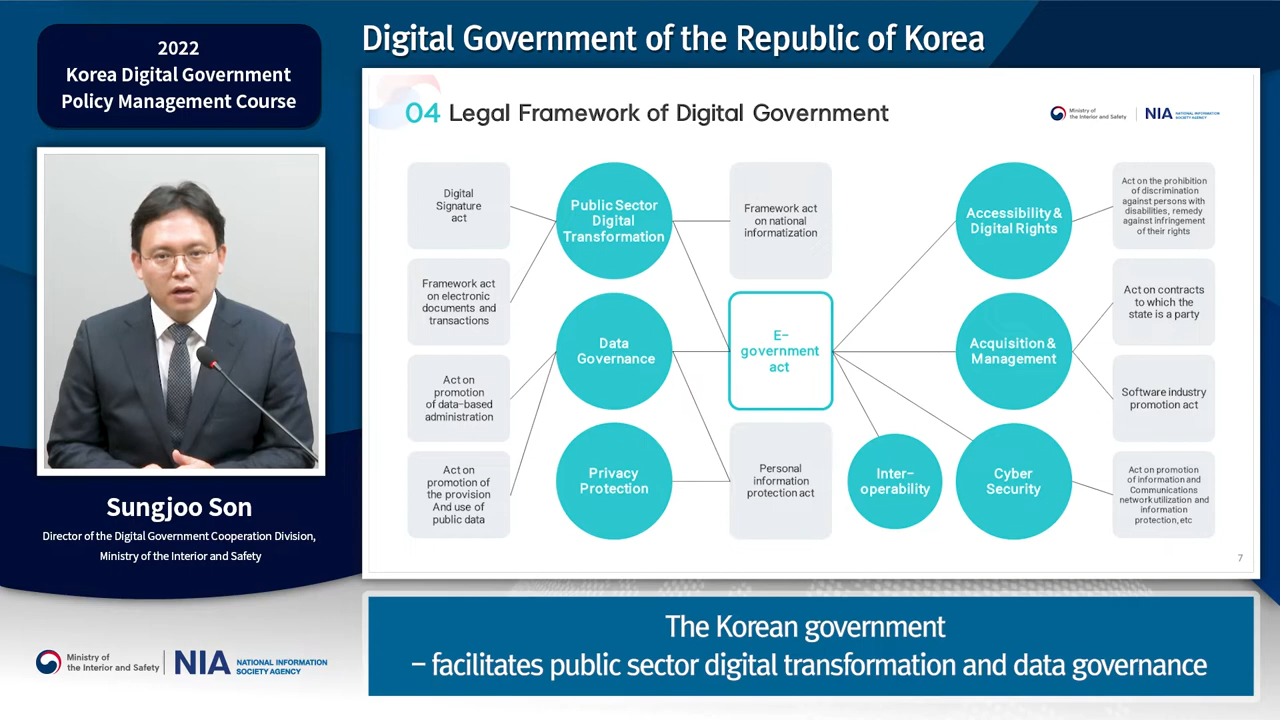 2022
Korea Digital Government
Policy Management Course
Sungjoo Son
Director of the Digital Government Cooperation Division,
Ministry of the Interior and Safety
Ministry of
the Interior and Safety
NIA
NATIONAL INFORMATION
SOCIETY AGENCY
Digital Government of the Republic of Korea
04 Legal Framework of Digital Government
Ministry of
the Interior and Safety
NIA
NATIONAL INFORMATION
SOCIETY AGENCY
Digital
Signature
act
Framework act
on electronic
documents and
transactions
Act on
promotion
of data-based
administration
Act on
promotion of
the provision
And use of
public data
Public Sector
Digital
Transformation
Data
Governance
Privacy
Protection
Framework act
on national
informatization
E-
government
act
Personal
information
protection act
Inter-
operability
Accessibility &
Digital Rights
Acquisition &
Management
Cyber
Security
Act on the prohibition
of discrimination
against persons with
disabilities, remedy
against infringement
of their rights
Act on contracts
to which the
state is a party
Software industry
promotion act
Act on promotion
of information and
Communications
network utilization and
information
protection, etc
7
The Korean government
– facilitates public sector digital transformation and data governance